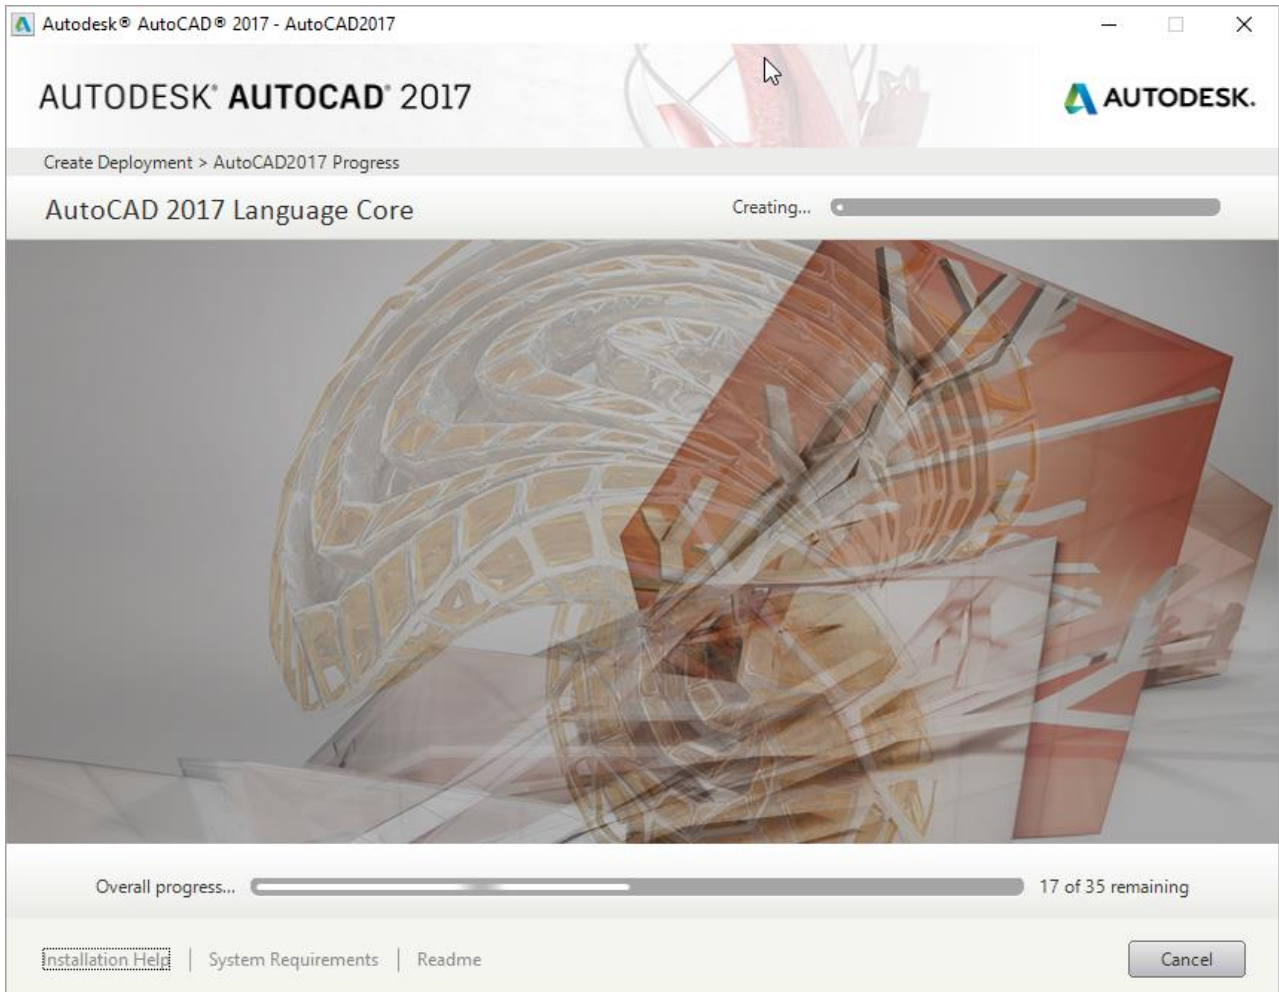 Autodesk® AutoCAD® 2017 - AutoCAD2017
AUTODESK® AUTOCAD® 2017
AUTODESK.
Create Deployment > AutoCAD2017 Progress
AutoCAD 2017 Language Core
Creating...
Overall progress...
17 of 35 remaining
Installation Help | System Requirements | Readme
Cancel